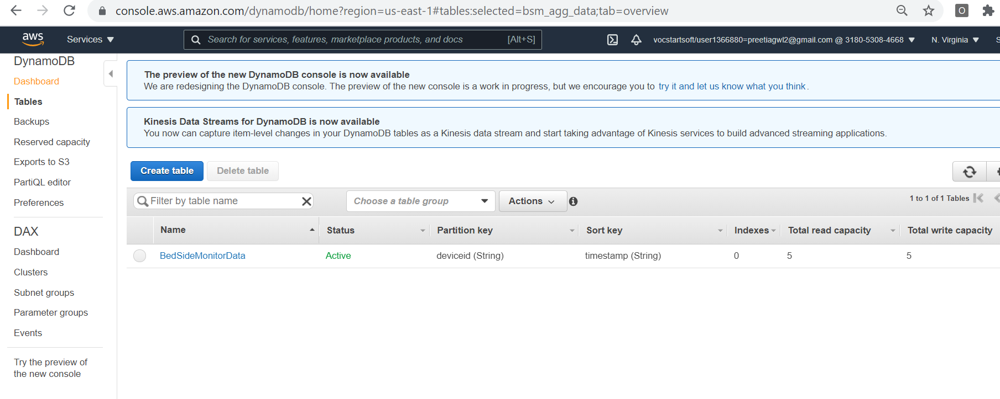 console.aws.amazon.com/dynamodb/home?region=us-east-1#tables:selected=bsm_agg_data;tab=overview
O
aws
Services
Search for services, features, marketplace products, and docs [Alt+S]
vocstartsoft/user1366880=preetiagwl2@gmail.com @ 3180-5308-4668
N. Virginia
S
DynamoDB
Dashboard
Tables
Backups
Reserved capacity
Exports to S3
PartiQL editor
Preferences
DAX
Dashboard
Clusters
Subnet groups
Parameter groups
Events
Try the preview of
the new console
The preview of the new DynamoDB console is now available
We are redesigning the DynamoDB console. The preview of the new console is a work in progress, but we encourage you to try it and let us know what you think.
Kinesis Data Streams for DynamoDB is now available
You now can capture item-level changes in your DynamoDB tables as a Kinesis data stream and start taking advantage of Kinesis services to build advanced streaming applications.
Create table Delete table
Filter by table name Choose a table group Actions 1 to 1 of 1 Tables
Name Status Partition key Sort key Indexes Total read capacity Total write capacity
BedSideMonitorData Active deviceid (String) timestamp (String) 0 5 5